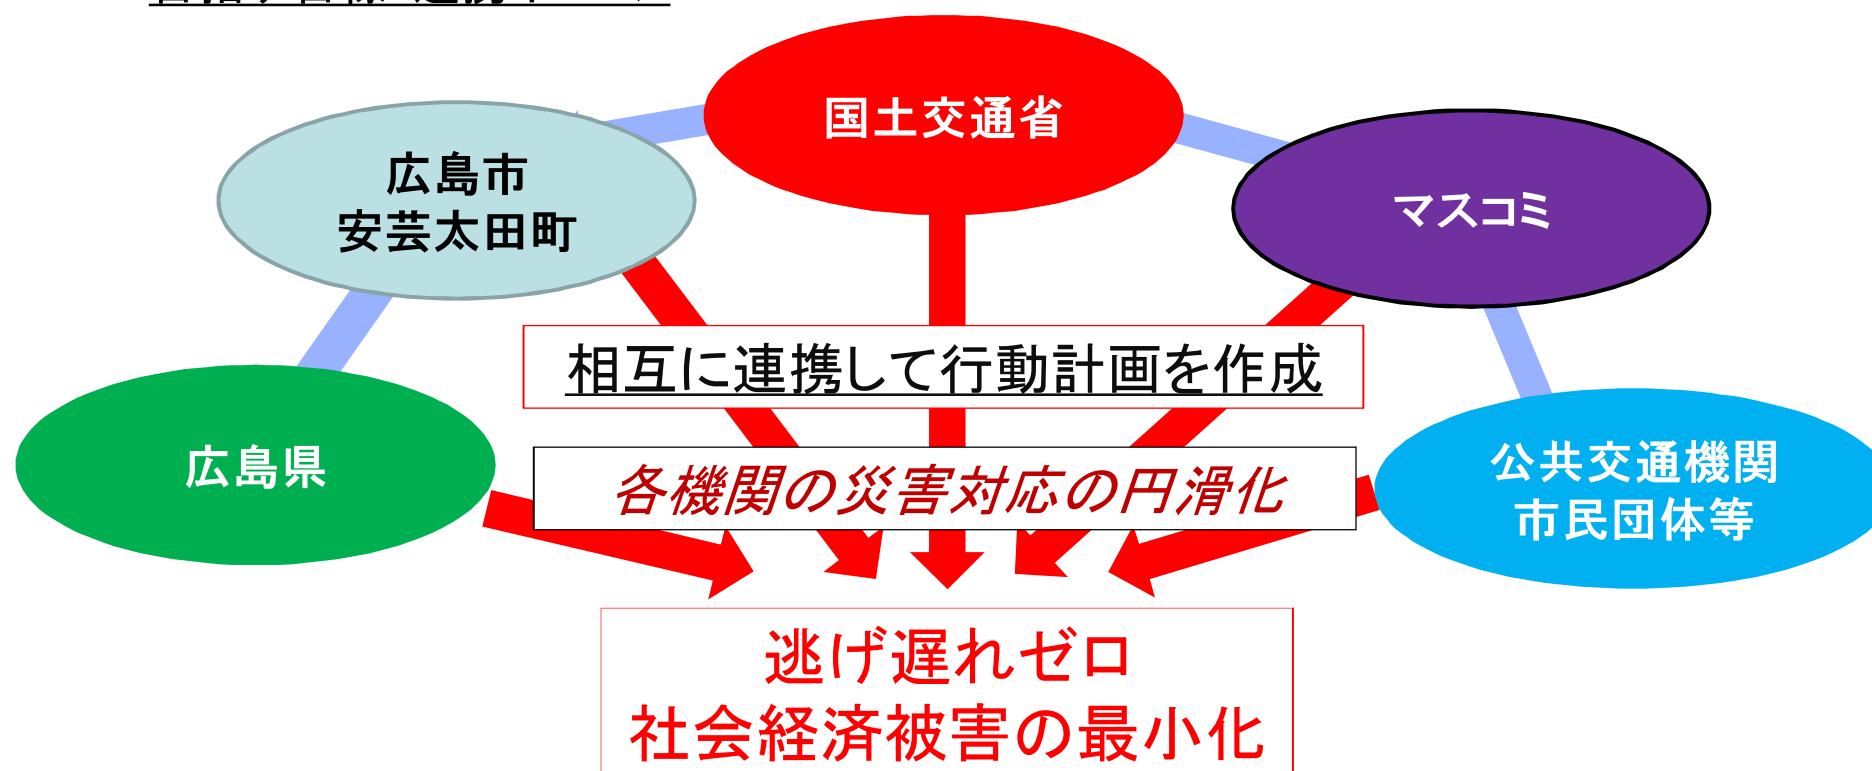 国土交通省
広島市
安芸太田町
マスコミ
相互に連携して行動計画を作成
広島県
各機関の災害対応の円滑化
公共交通機関
市民団体等
逃げ遅れゼロ
社会経済被害の最小化